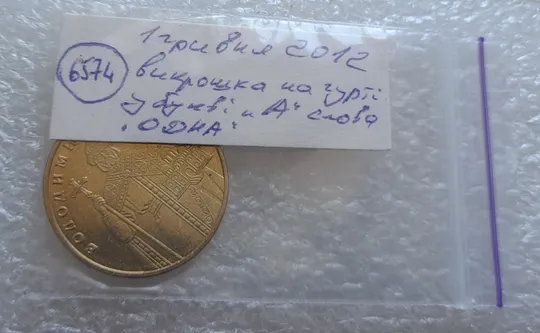 1 гривня 2012
6574
викрошка на гурті
у букві "Д" слова
"ОДНА"
ВОЛОДИМИР